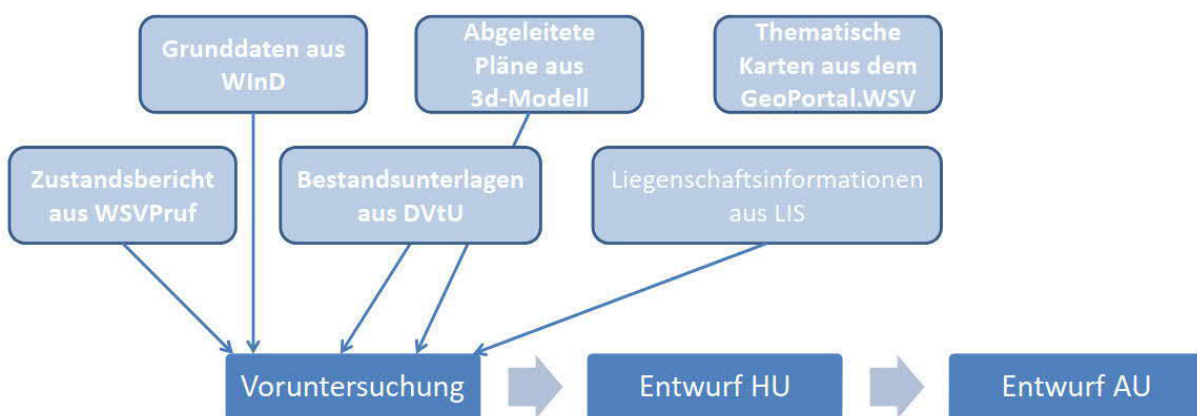 Grunddaten aus
WInD
Abgeleitete
Pläne aus
3d-Modell
Thematische
Karten aus dem
GeoPortal.WSV
Zustandsbericht
aus WSVPruf
Bestandsunterlagen
aus DVtU
Liegenschaftsinformationen
aus LIS
Voruntersuchung
Entwurf HU
Entwurf AU